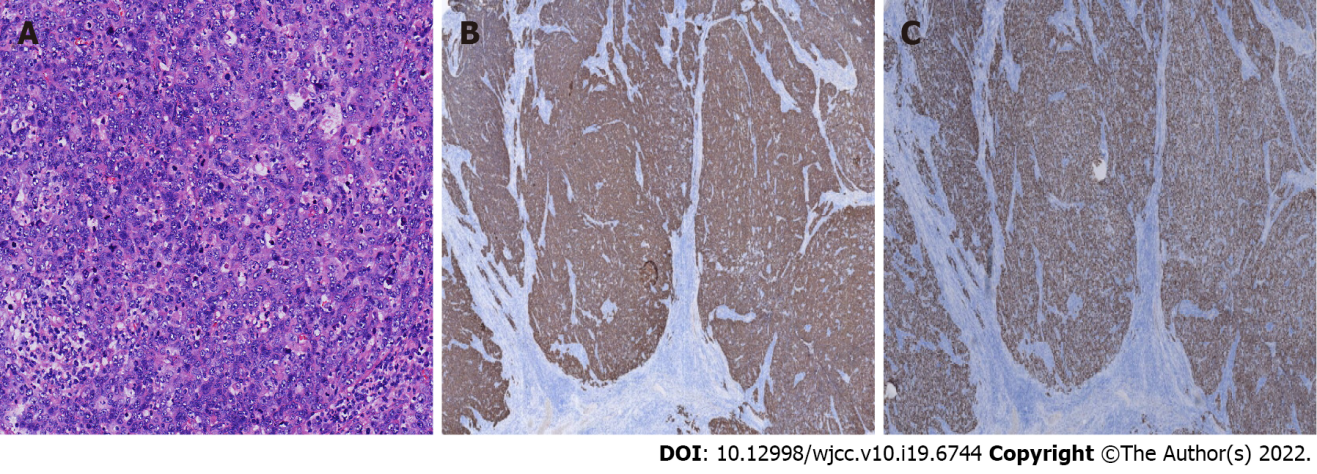 A
B
C
DOI: 10.12998/wjcc.v10.i19.6744 Copyright ©The Author(s) 2022.